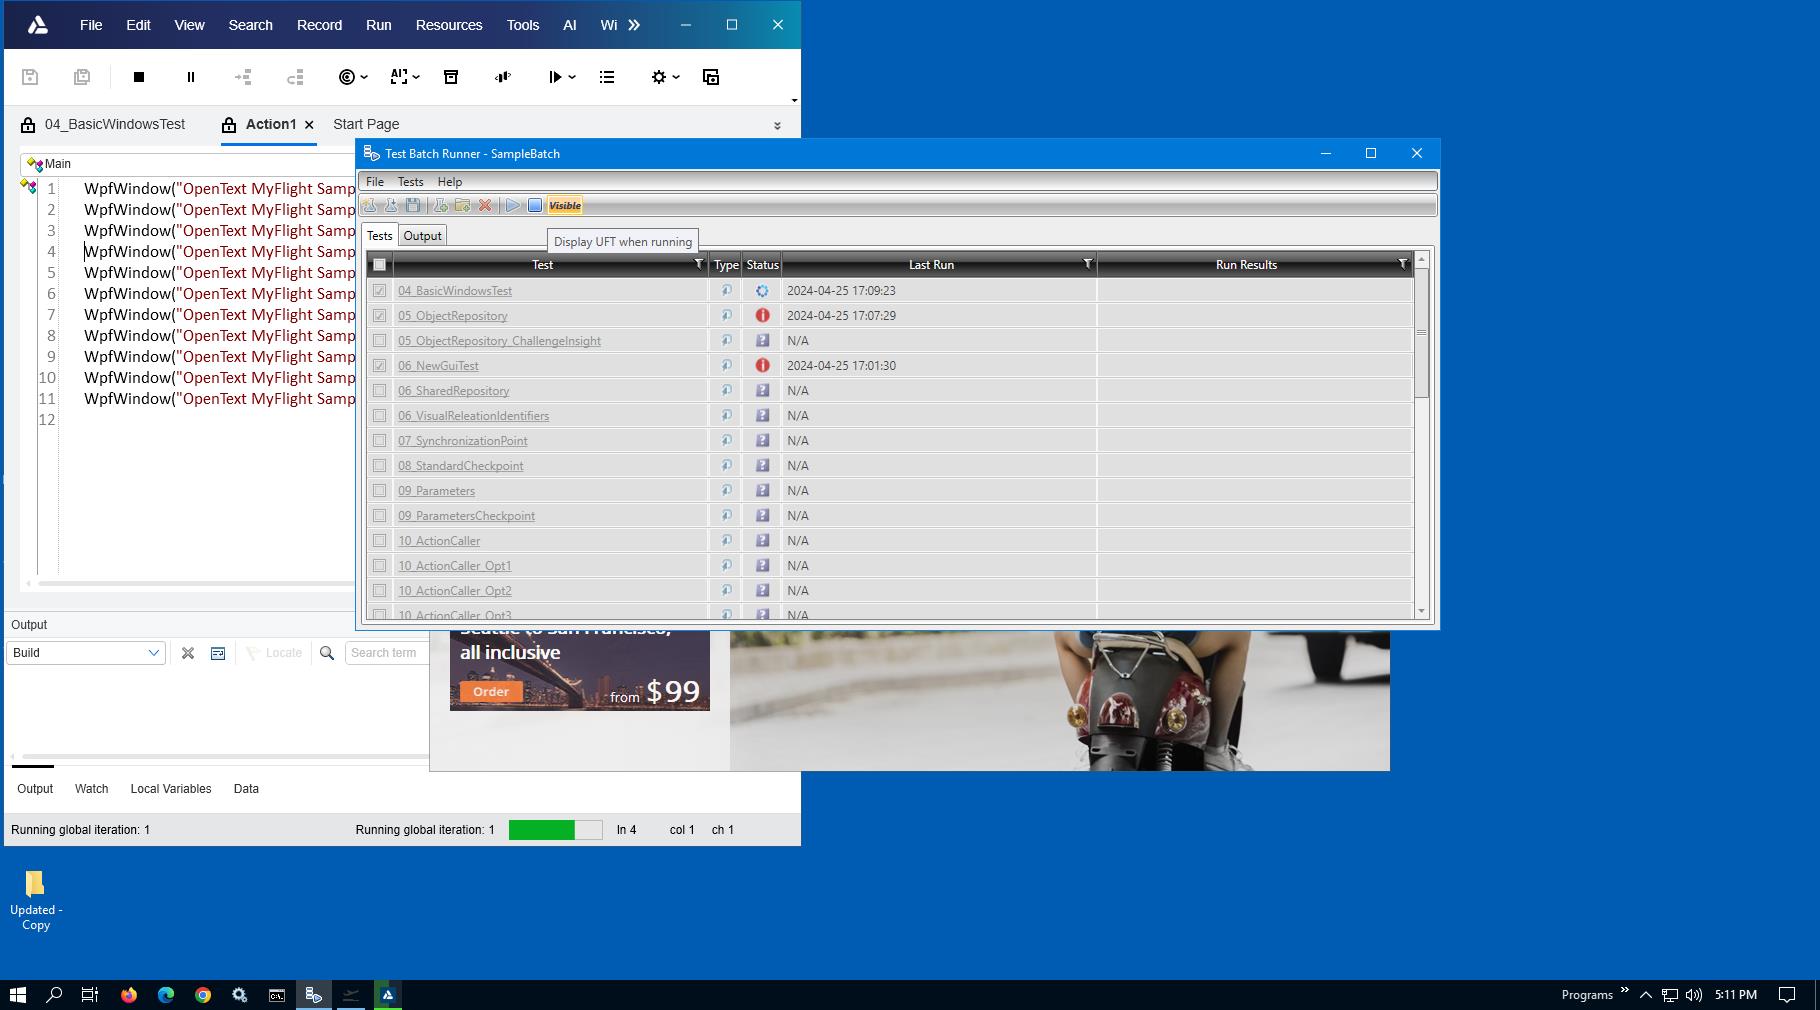 File Edit View Search Record Run Resources Tools AI Wi
04_BasicWindowsTest Action1 Start Page
Main
1 WpfWindow("OpenText MyFlight Samp
2 WpfWindow("OpenText MyFlight Samp
3 WpfWindow("OpenText MyFlight Samp
4 WpfWindow("OpenText MyFlight Samp
5 WpfWindow("OpenText MyFlight Samp
6 WpfWindow("OpenText MyFlight Samp
7 WpfWindow("OpenText MyFlight Samp
8 WpfWindow("OpenText MyFlight Samp
9 WpfWindow("OpenText MyFlight Samp
10 WpfWindow("OpenText MyFlight Samp
11 WpfWindow("OpenText MyFlight Samp
12
Test Batch Runner - SampleBatch
File Tests Help
Visible
Tests Output
Display UFT when running
Test Type Status Last Run Run Results
04_BasicWindowsTest 2024-04-25 17:09:23
05_ObjectRepository 2024-04-25 17:07:29
05_ObjectRepository_ChallengeInsight N/A
06_NewGuiTest 2024-04-25 17:01:30
06_SharedRepository N/A
06_VisualReleationIdentifiers N/A
07_SynchronizationPoint N/A
08_StandardCheckpoint N/A
09_Parameters N/A
09_ParametersCheckpoint N/A
10_ActionCaller N/A
10_ActionCaller_Opt1 N/A
10_ActionCaller_Opt2 N/A
10_ActionCaller_Opt3 N/A
Seattle to San Francisco,
all inclusive
Order from $99
Output
Build Locate Search term
Output Watch Local Variables Data
Running global iteration: 1 Running global iteration: 1 ln 4 col 1 ch 1
Updated -
Copy
Programs 5:11 PM